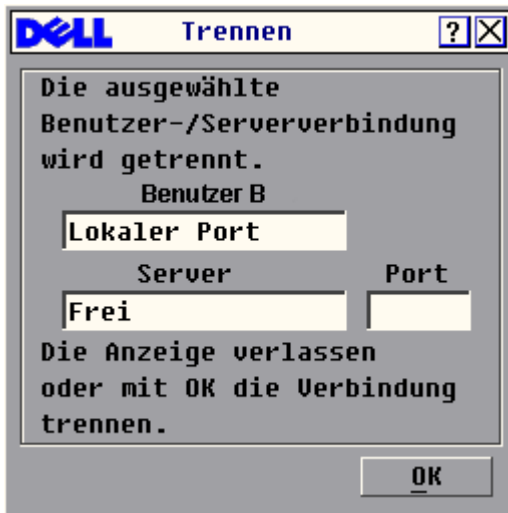 DELL Trennen ? X
Die ausgewählte
Benutzer-/Serververbindung
wird getrennt.
Benutzer B
Lokaler Port
Server Port
Frei
Die Anzeige verlassen
oder mit OK die Verbindung
trennen.
OK